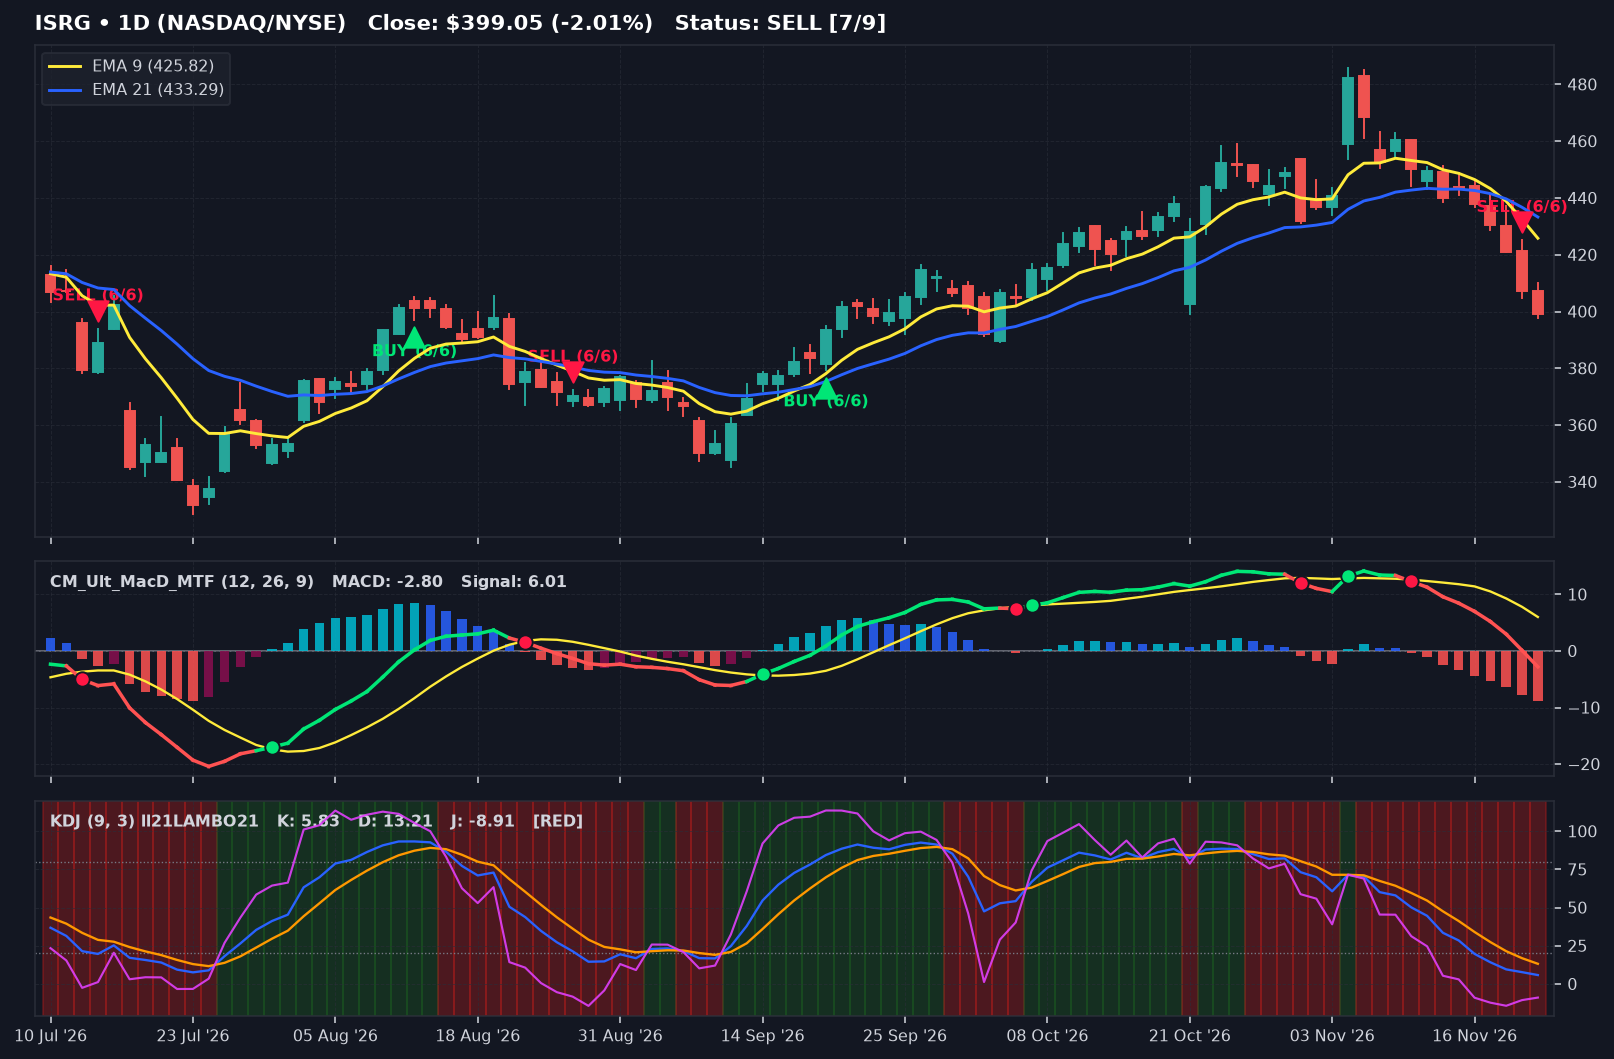 ISRG • 1D (NASDAQ/NYSE)   Close: $399.05 (-2.01%)   Status: SELL [7/9]
EMA 9 (425.82)
EMA 21 (433.29)
480
460
440
420
400
380
360
340
SELL (6/6)
BUY (6/6)
SELL (6/6)
BUY (6/6)
SELL (6/6)
CM_Ult_MacD_MTF (12, 26, 9)   MACD: -2.80   Signal: 6.01
10
0
−10
−20
KDJ (9, 3) II21LAMBO21   K: 5.83   D: 13.21   J: -8.91   [RED]
100
75
50
25
0
10 Jul '26
23 Jul '26
05 Aug '26
18 Aug '26
31 Aug '26
14 Sep '26
25 Sep '26
08 Oct '26
21 Oct '26
03 Nov '26
16 Nov '26